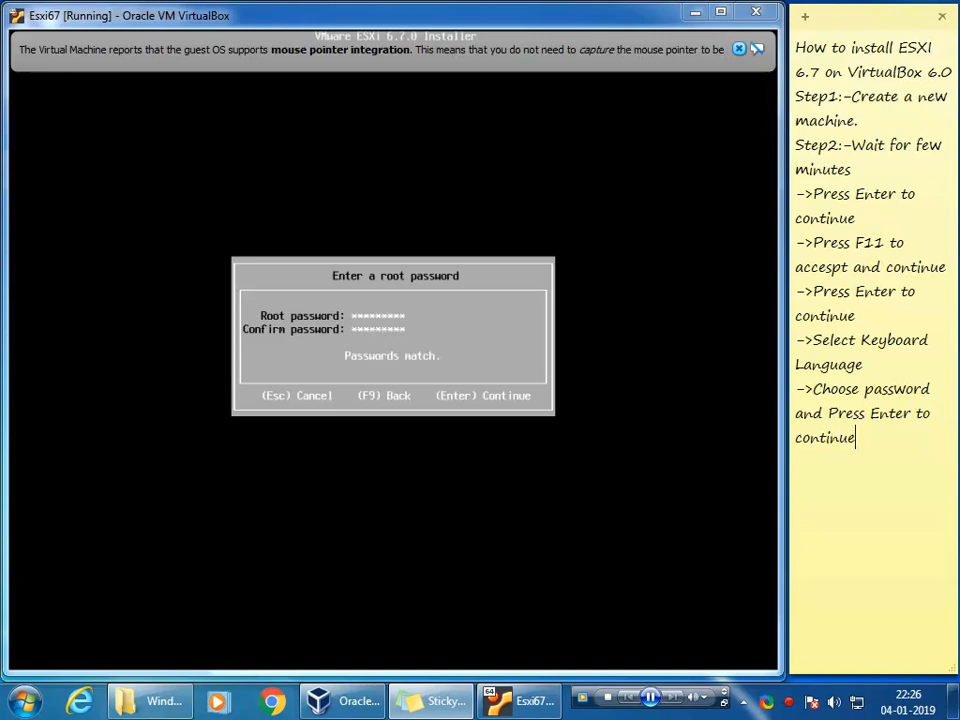 Esxi67 [Running] - Oracle VM VirtualBox
VMware ESXi 6.7.0 Installer
The Virtual Machine reports that the guest OS supports mouse pointer integration. This means that you do not need to capture the mouse pointer to be
Enter a root password
Root password: *********
Confirm password: *********
Passwords match.
(Esc) Cancel (F9) Back (Enter) Continue
How to install ESXI
6.7 on VirtualBox 6.0
Step1:-Create a new
machine.
Step2:-Wait for few
minutes
->Press Enter to
continue
->Press F11 to
accespt and continue
->Press Enter to
continue
->Select Keyboard
Language
->Choose password
and Press Enter to
continue
Wind...
Oracle...
Sticky...
64
Esxi67...
22:26
04-01-2019